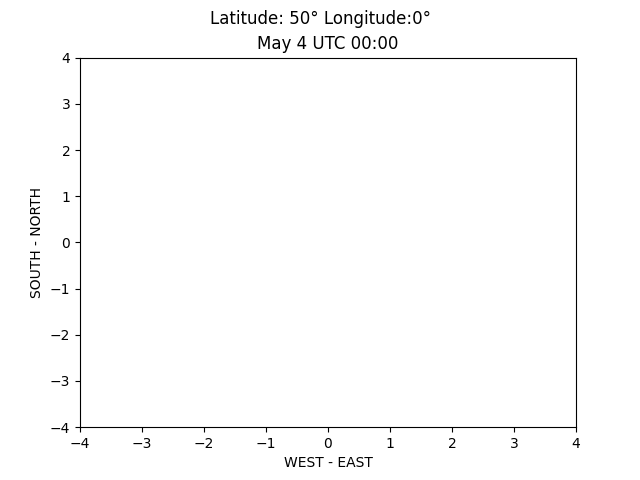 Latitude: 50° Longitude:0°
May 4 UTC 00:00
4
3
2
1
0
−1
−2
−3
−4
SOUTH - NORTH
−4 −3 −2 −1 0 1 2 3 4
WEST - EAST